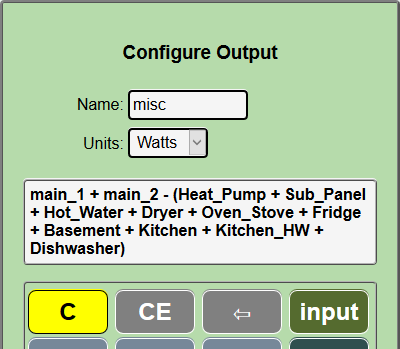 Configure Output
Name: misc
Units: Watts
main_1 + main_2 - (Heat_Pump + Sub_Panel
+ Hot_Water + Dryer + Oven_Stove + Fridge
+ Basement + Kitchen + Kitchen_HW +
Dishwasher)
C CE ⇦ input